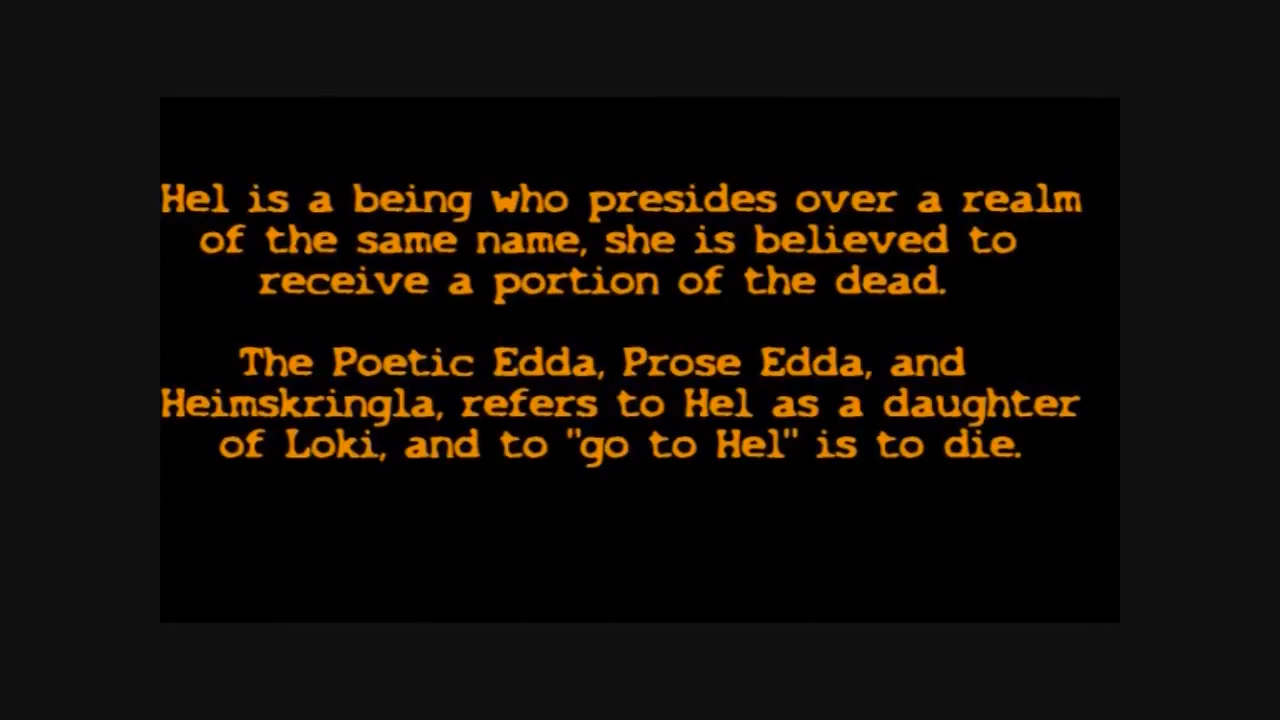 Hel is a being who presides over a realm
of the same name, she is believed to
receive a portion of the dead.
The Poetic Edda, Prose Edda, and
Heimskringla, refers to Hel as a daughter
of Loki, and to "go to Hel" is to die.